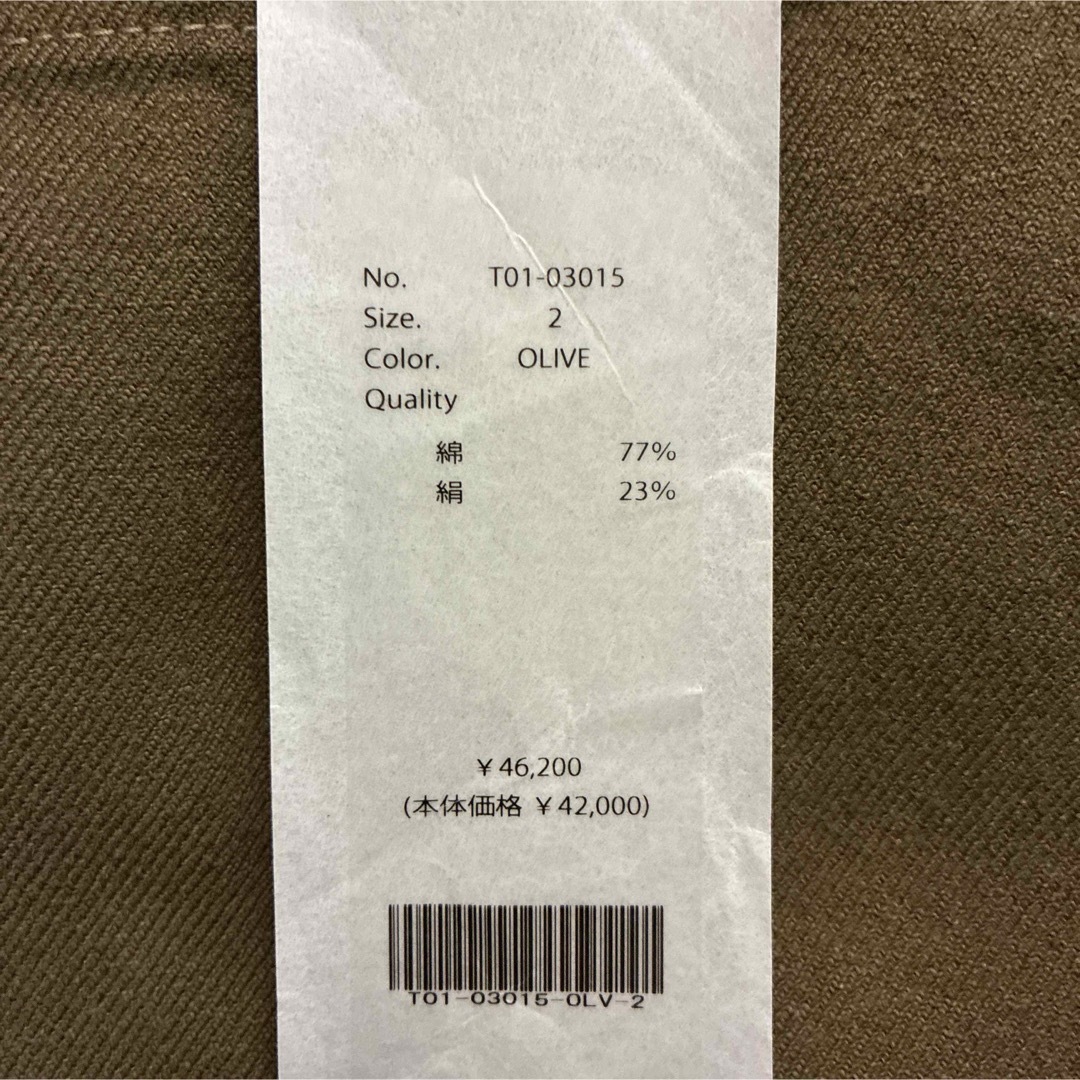 No. T01-03015
Size. 2
Color. OLIVE
Quality
綿 77%
絹 23%
¥46,200
(本体価格 ¥42,000)
T01-03015-OLV-2